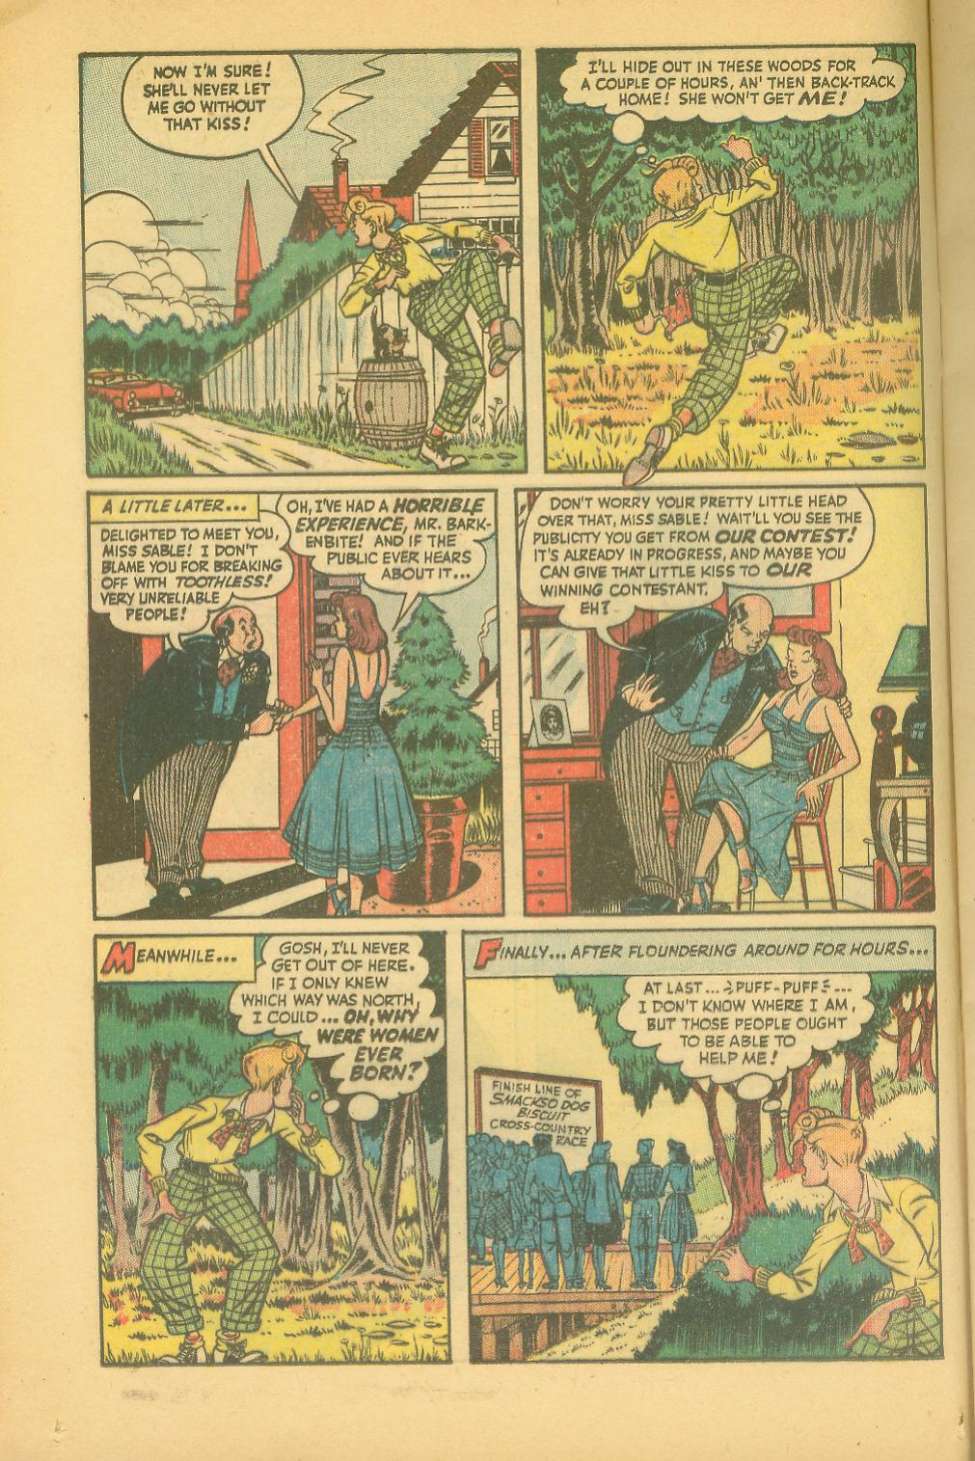 NOW I'M SURE!
SHE'LL NEVER LET
ME GO WITHOUT
THAT KISS!
I'LL HIDE OUT IN THESE WOODS FOR
A COUPLE OF HOURS, AN' THEN BACK-TRACK
HOME! SHE WON'T GET ME!
A LITTLE LATER...
DELIGHTED TO MEET YOU,
MISS SABLE! I DON'T
BLAME YOU FOR BREAKING
OFF WITH TOOTHLESS!
VERY UNRELIABLE
PEOPLE!
OH, I'VE HAD A HORRIBLE
EXPERIENCE, MR. BARK-
ENBITE! AND IF THE
PUBLIC EVER HEARS
ABOUT IT...
DON'T WORRY YOUR PRETTY LITTLE HEAD
OVER THAT, MISS SABLE! WAIT'LL YOU SEE THE
PUBLICITY YOU GET FROM OUR CONTEST!
IT'S ALREADY IN PROGRESS, AND MAYBE YOU
CAN GIVE THAT LITTLE KISS TO OUR
WINNING CONTESTANT.
EH?
MEANWHILE...
GOSH, I'LL NEVER
GET OUT OF HERE.
IF I ONLY KNEW
WHICH WAY WAS NORTH,
I COULD... OH, WHY
WERE WOMEN
EVER
BORN?
FINALLY... AFTER FLOUNDERING AROUND FOR HOURS...
AT LAST... PUFF-PUFF...
I DON'T KNOW WHERE I AM,
BUT THOSE PEOPLE OUGHT
TO BE ABLE TO
HELP ME!
FINISH LINE OF
SMACKSO DOG
BISCUIT
CROSS-COUNTRY
RACE